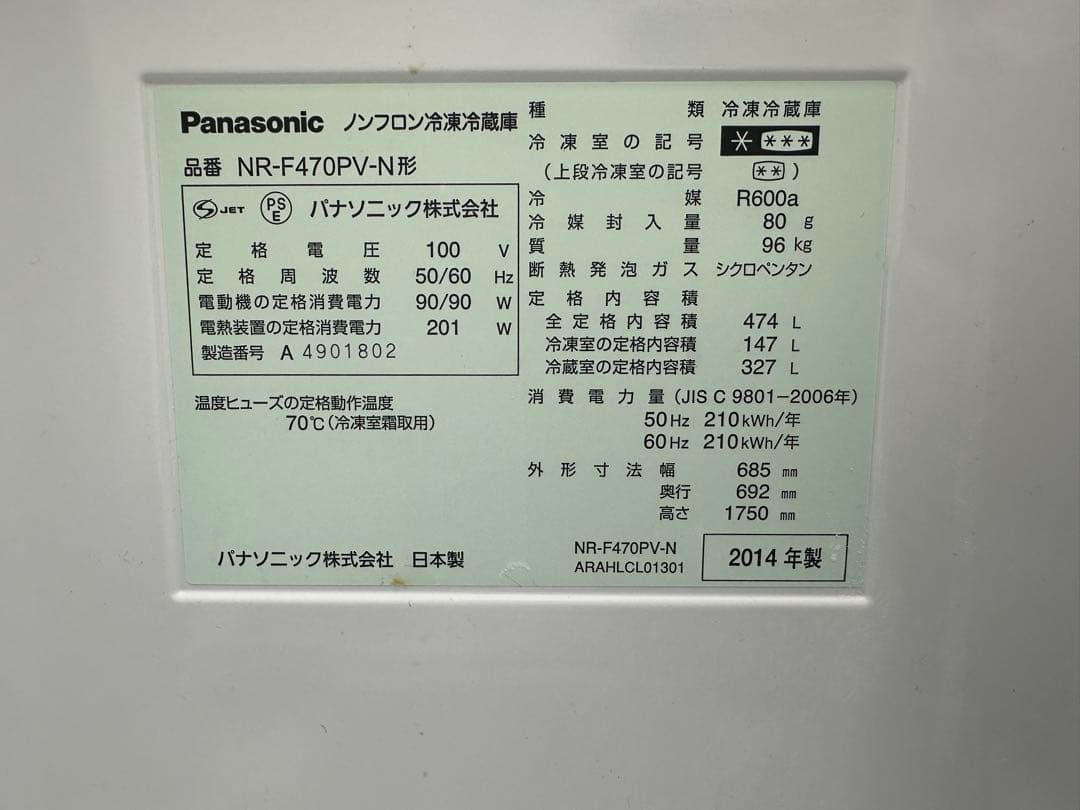 Panasonic ノンフロン冷凍冷蔵庫
品番 NR-F470PV-N形
JET PSE パナソニック株式会社
定格電圧 100 V
定格周波数 50/60 Hz
電動機の定格消費電力 90/90 W
電熱装置の定格消費電力 201 W
製造番号 A 4901802
温度ヒューズの定格動作温度
70℃(冷凍室霜取用)
種類 冷凍冷蔵庫
冷凍室の記号 * ***
(上段冷凍室の記号 ** )
冷媒 R600a
冷媒封入量 80 g
質量 96 kg
断熱発泡ガス シクロペンタン
定格内容積
全定格内容積 474 L
冷凍室の定格内容積 147 L
冷蔵室の定格内容積 327 L
消費電力量(JIS C 9801-2006年)
50Hz 210kWh/年
60Hz 210kWh/年
外形寸法幅 685 mm
奥行 692 mm
高さ 1750 mm
パナソニック株式会社 日本製
NR-F470PV-N
ARAHLCL01301
2014年製